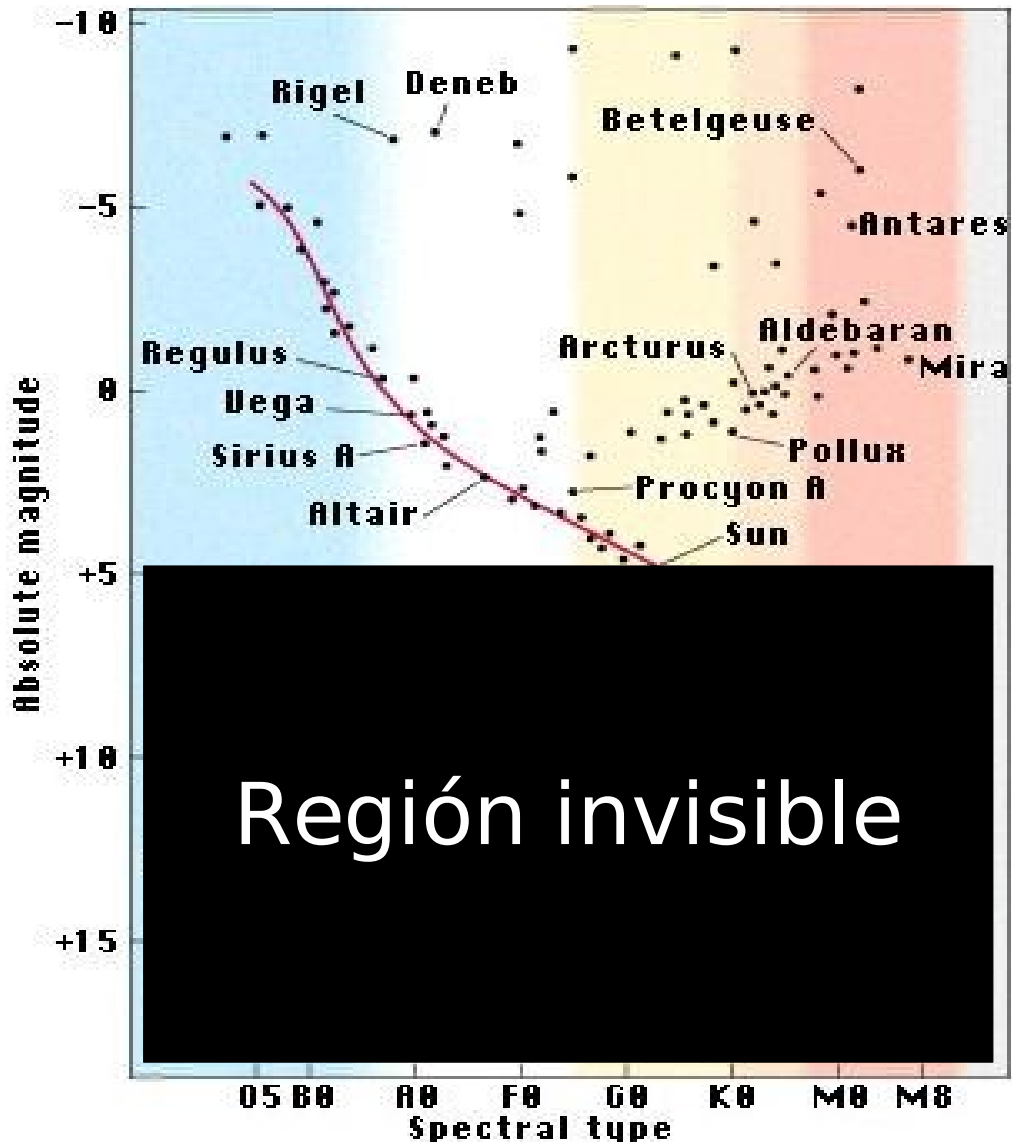 -10
Deneb
Rigel
Betelgeuse
-5
Antares
Aldebaran
Arcturus
Regulus
Mira
0
Vega
Pollux
Sirius A
Procyon A
Altair
Sun
+5
Absolute magnitude
+10
Región invisible
+15
O5 B0 A0 F0 G0 K0 M0 M8
Spectral type